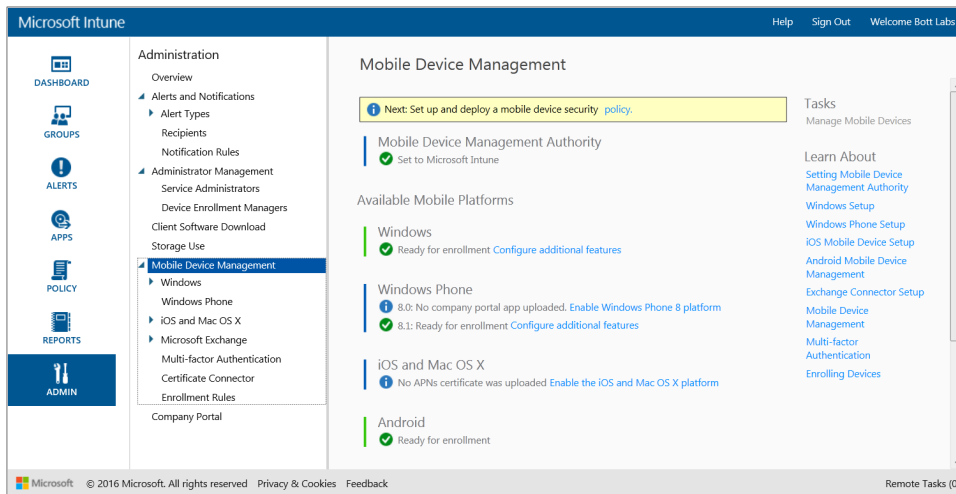 Microsoft Intune
Help Sign Out Welcome Bott Labs
DASHBOARD
GROUPS
ALERTS
APPS
POLICY
REPORTS
ADMIN
Administration
Overview
Alerts and Notifications
Alert Types
Recipients
Notification Rules
Administrator Management
Service Administrators
Device Enrollment Managers
Client Software Download
Storage Use
Mobile Device Management
Windows
Windows Phone
iOS and Mac OS X
Microsoft Exchange
Multi-factor Authentication
Certificate Connector
Enrollment Rules
Company Portal
Mobile Device Management
Next: Set up and deploy a mobile device security policy.
Mobile Device Management Authority
Set to Microsoft Intune
Available Mobile Platforms
Windows
Ready for enrollment Configure additional features
Windows Phone
8.0: No company portal app uploaded. Enable Windows Phone 8 platform
8.1: Ready for enrollment Configure additional features
iOS and Mac OS X
No APNs certificate was uploaded Enable the iOS and Mac OS X platform
Android
Ready for enrollment
Tasks
Manage Mobile Devices
Learn About
Setting Mobile Device
Management Authority
Windows Setup
Windows Phone Setup
iOS Mobile Device Setup
Android Mobile Device
Management
Exchange Connector Setup
Mobile Device
Management
Multi-factor
Authentication
Enrolling Devices
Microsoft © 2016 Microsoft. All rights reserved Privacy & Cookies Feedback
Remote Tasks (0